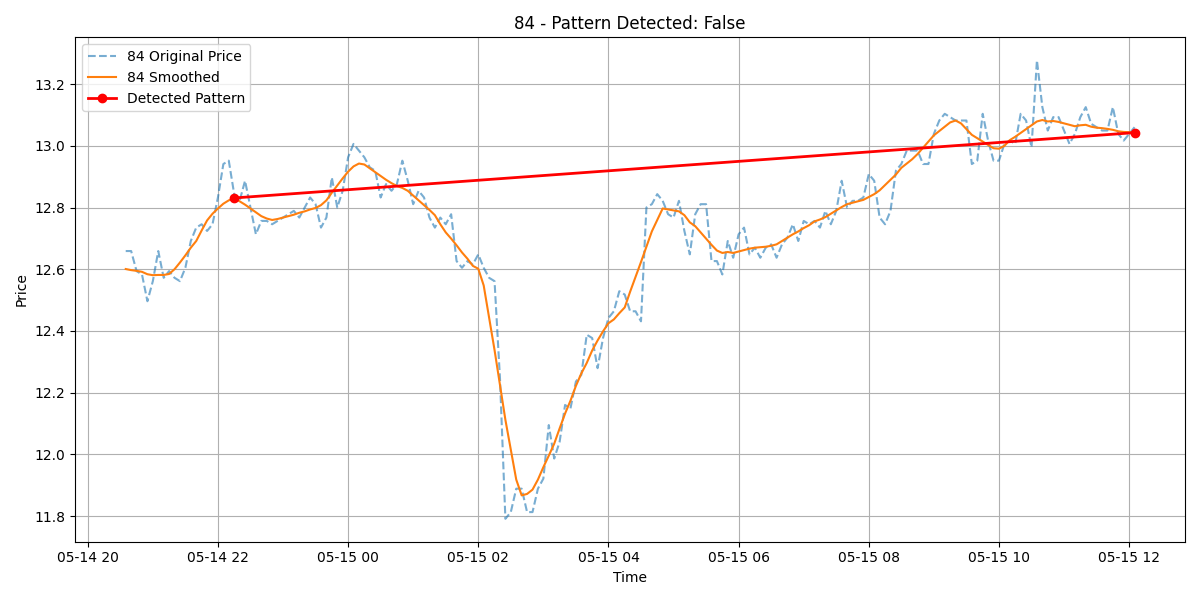 84 - Pattern Detected: False
84 Original Price
84 Smoothed
Detected Pattern
Price
13.2
13.0
12.8
12.6
12.4
12.2
12.0
11.8
05-14 20 05-14 22 05-15 00 05-15 02 05-15 04 05-15 06 05-15 08 05-15 10 05-15 12
Time